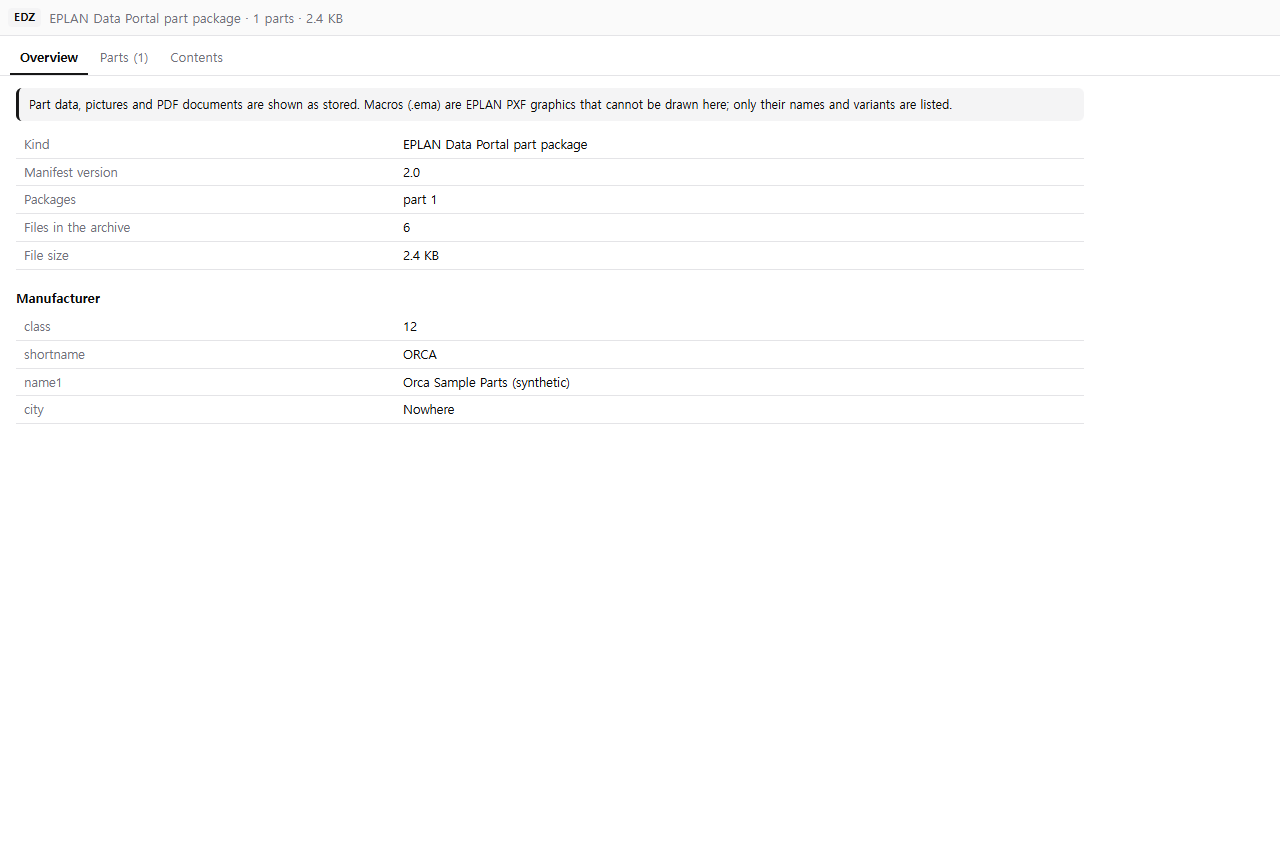 EDZ EPLAN Data Portal part package · 1 parts · 2.4 KB
Overview Parts (1) Contents
Part data, pictures and PDF documents are shown as stored. Macros (.ema) are EPLAN PXF graphics that cannot be drawn here; only their names and variants are listed.
Kind EPLAN Data Portal part package
Manifest version 2.0
Packages part 1
Files in the archive 6
File size 2.4 KB
Manufacturer
class 12
shortname ORCA
name1 Orca Sample Parts (synthetic)
city Nowhere